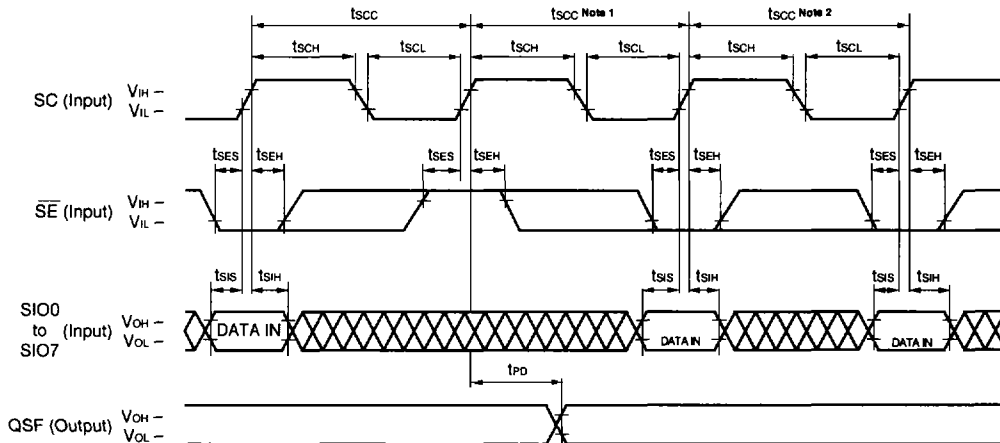 tSCC tSCC Note 1 tSCC Note 2
tSCH tSCL tSCH tSCL tSCH tSCL
SC (Input) VIH –
VIL –
tSES tSEH tSES tSEH tSES tSEH tSES tSEH
SE (Input) VIH –
VIL –
tSIS tSIH tSIS tSIH tSIS tSIH
SIO0
to (Input) VOH –
SIO7 VOL –
DATA IN DATA IN DATA IN
tPD
QSF (Output) VOH –
VOL –